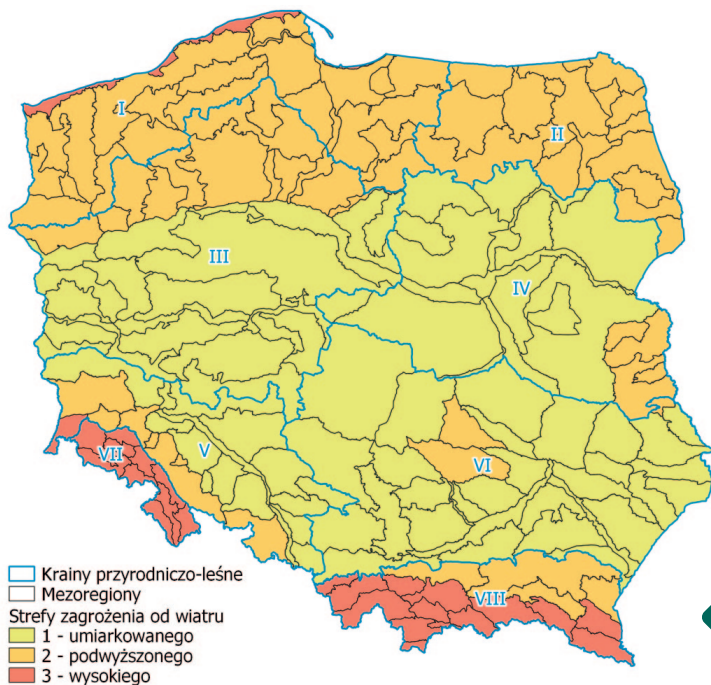 I
II
III
IV
V
VI
VII
VIII
Krainy przyrodniczo-leśne
Mezoregiony
Strefy zagrożenia od wiatru
1 - umiarkowanego
2 - podwyższonego
3 - wysokiego